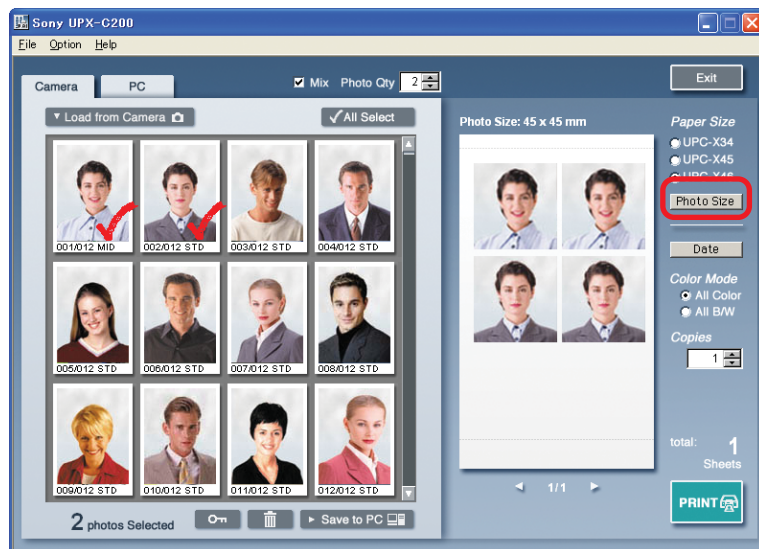 Sony UPX-C200
File Option Help
Camera
PC
Mix Photo Qty 2
Exit
Load from Camera
All Select
001/012 MID
002/012 STD
003/012 STD
004/012 STD
005/012 STD
006/012 STD
007/012 STD
008/012 STD
009/012 STD
010/012 STD
011/012 STD
012/012 STD
2 photos Selected
Save to PC
Photo Size: 45 x 45 mm
1/1
Paper Size
UPC-X34
UPC-X45
UPC-X46
Photo Size
Date
Color Mode
All Color
All B/W
Copies
1
total: 1
Sheets
PRINT